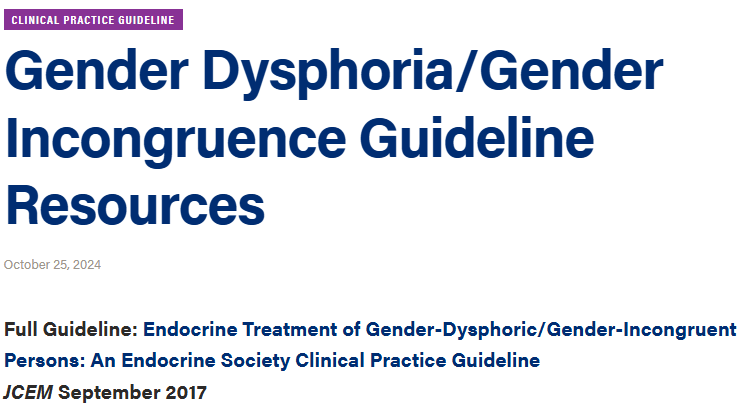 CLINICAL PRACTICE GUIDELINE
Gender Dysphoria/Gender
Incongruence Guideline
Resources
October 25, 2024
Full Guideline: Endocrine Treatment of Gender-Dysphoric/Gender-Incongruent
Persons: An Endocrine Society Clinical Practice Guideline
JCEM September 2017